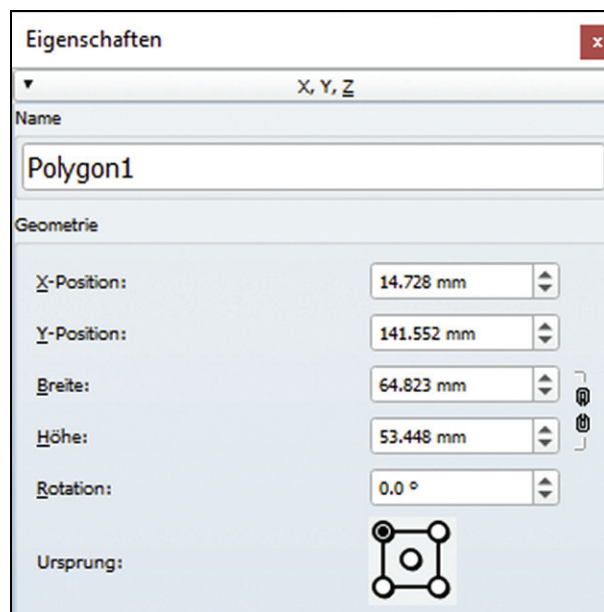 Eigenschaften
x
X, Y, Z
Name
Polygon1
Geometrie
X-Position: 14.728 mm
Y-Position: 141.552 mm
Breite: 64.823 mm
Höhe: 53.448 mm
Rotation: 0.0 °
Ursprung: